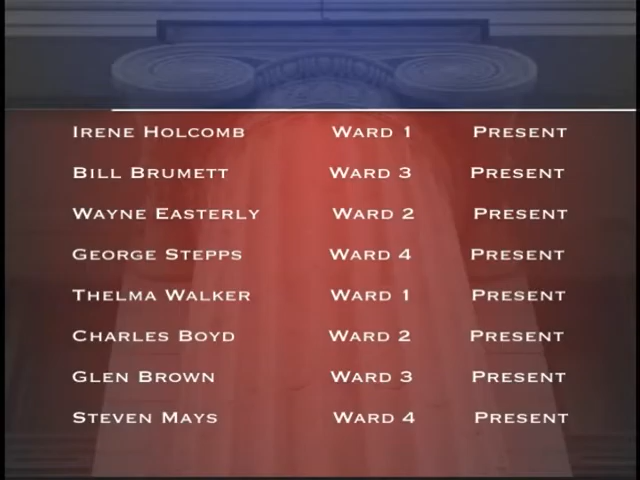 Irene Holcomb Ward 1 Present
Bill Brumett Ward 3 Present
Wayne Easterly Ward 2 Present
George Stepps Ward 4 Present
Thelma Walker Ward 1 Present
Charles Boyd Ward 2 Present
Glen Brown Ward 3 Present
Steven Mays Ward 4 Present